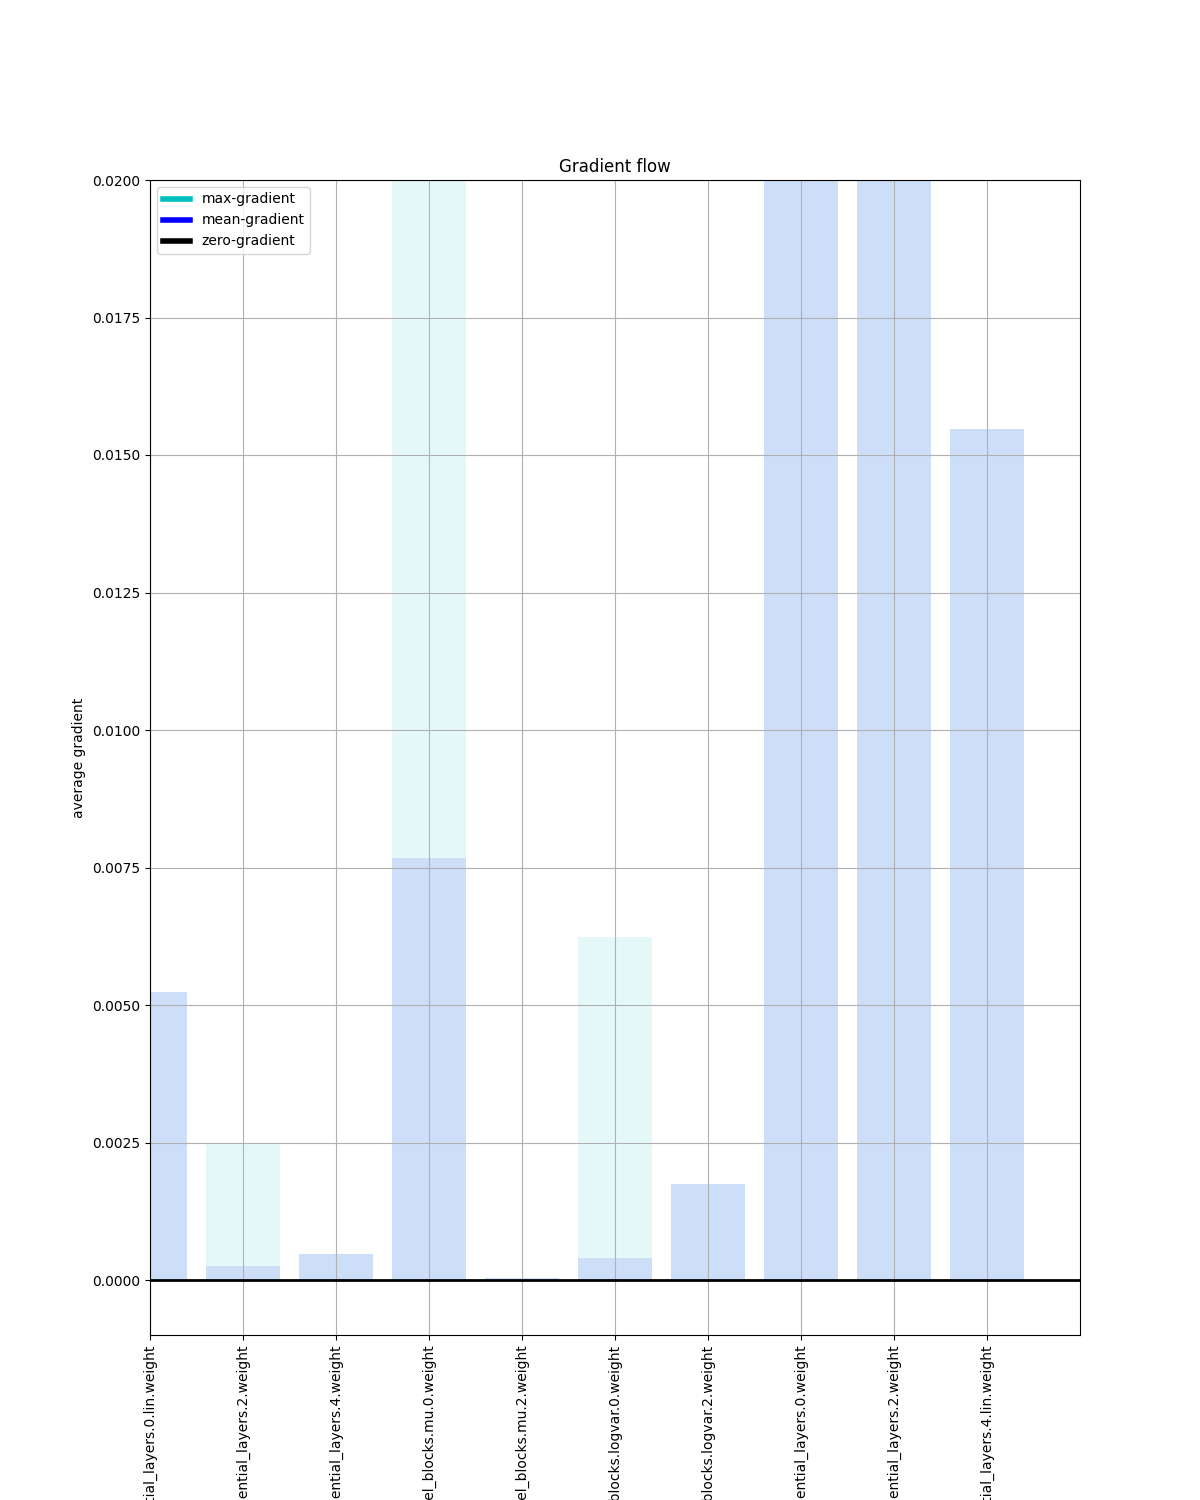 Gradient flow
max-gradient
mean-gradient
zero-gradient
0.0200
0.0175
0.0150
0.0125
0.0100
0.0075
0.0050
0.0025
0.0000
average gradient
tial_layers.0.lin.weight
ential_layers.2.weight
ential_layers.4.weight
el_blocks.mu.0.weight
el_blocks.mu.2.weight
blocks.logvar.0.weight
blocks.logvar.2.weight
ential_layers.0.weight
ential_layers.2.weight
tial_layers.4.lin.weight